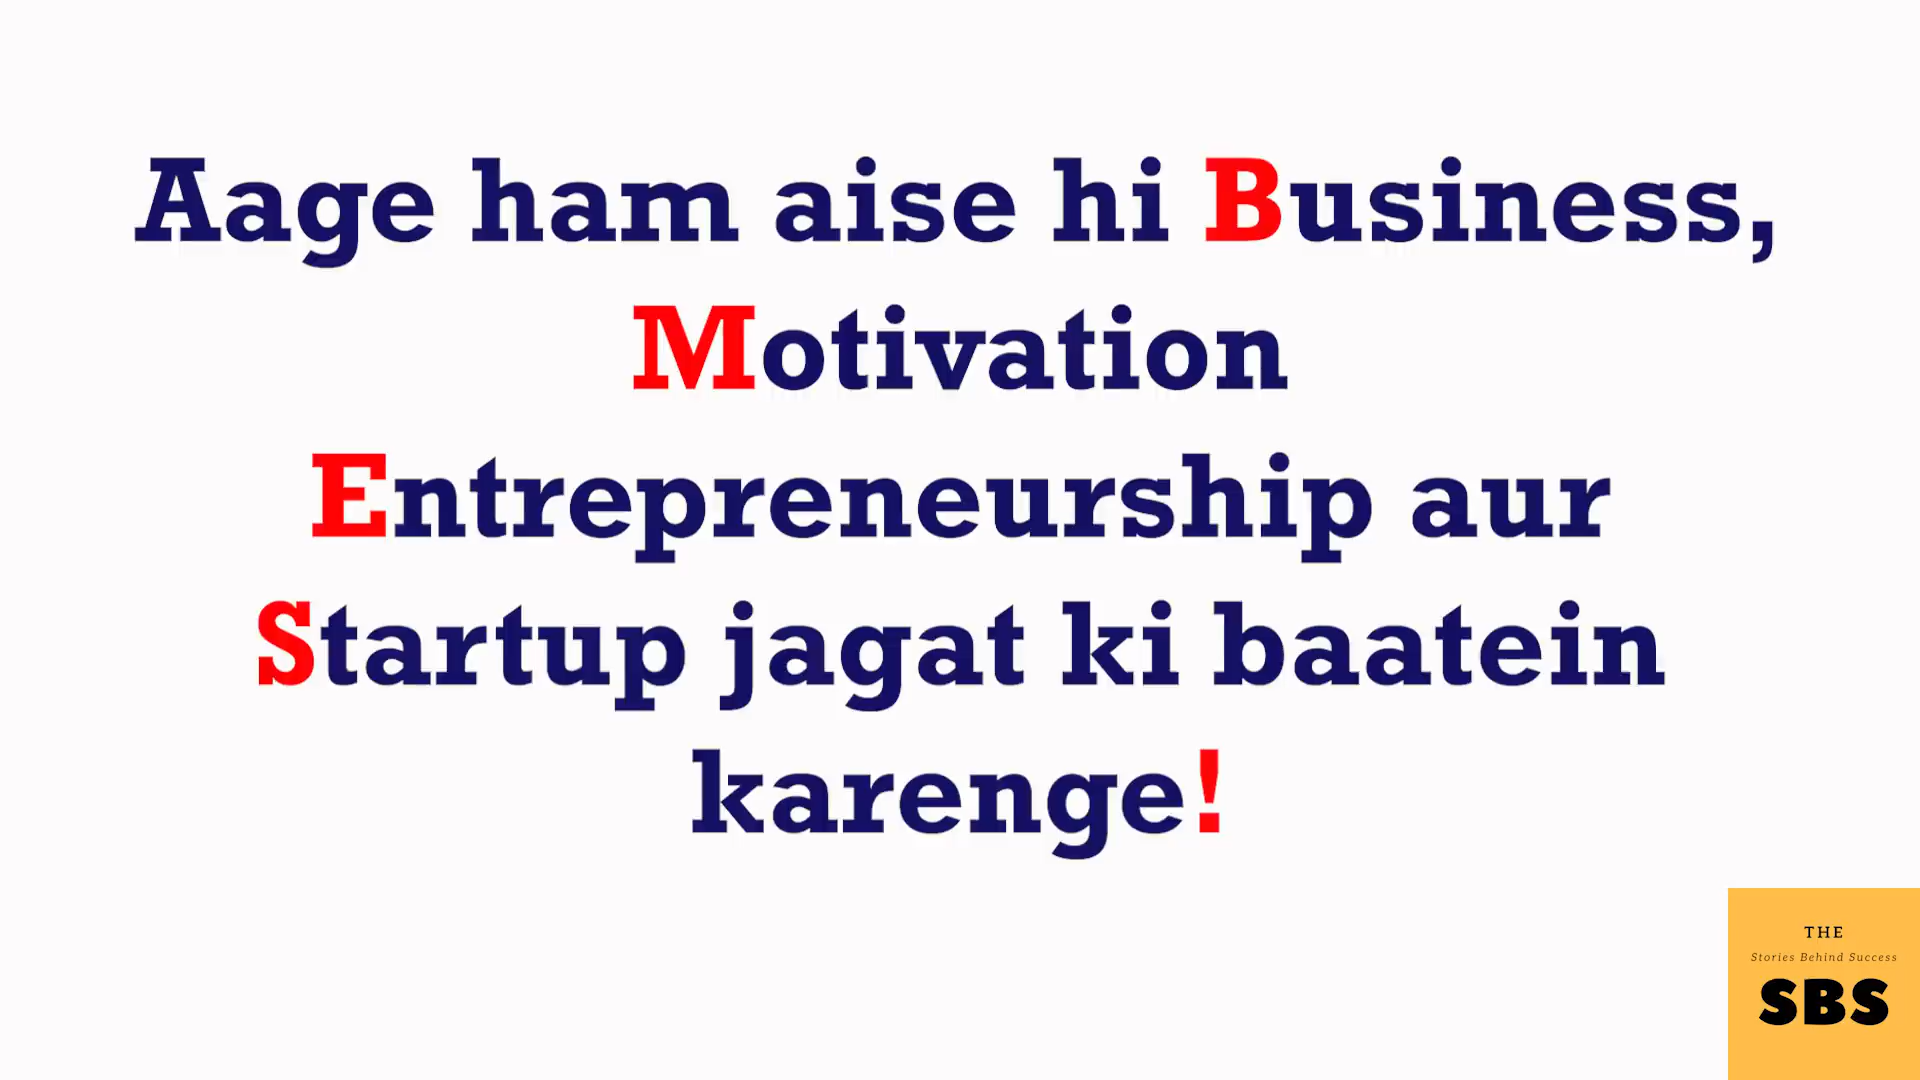 Aage ham aise hi Business,
Motivation
Entrepreneurship aur
Startup jagat ki baatein
karenge!
THE
Stories Behind Success
SBS